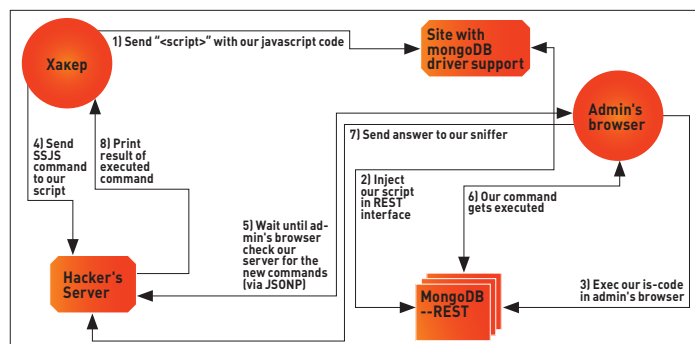 1) Send “<script>” with our javascript code
Хакер
Site with
mongoDB
driver support
Admin's
browser
4) Send
SSJS
command
to our
script
8) Print
result of
executed
command
7) Send answer to our sniffer
2) Inject
our script
in REST
interface
6) Our command
gets executed
5) Wait until ad-
min's browser
check our
server for the
new commands
(via JSONP)
3) Exec our is-code
in admin's browser
Hacker's
Server
MongoDB
--REST